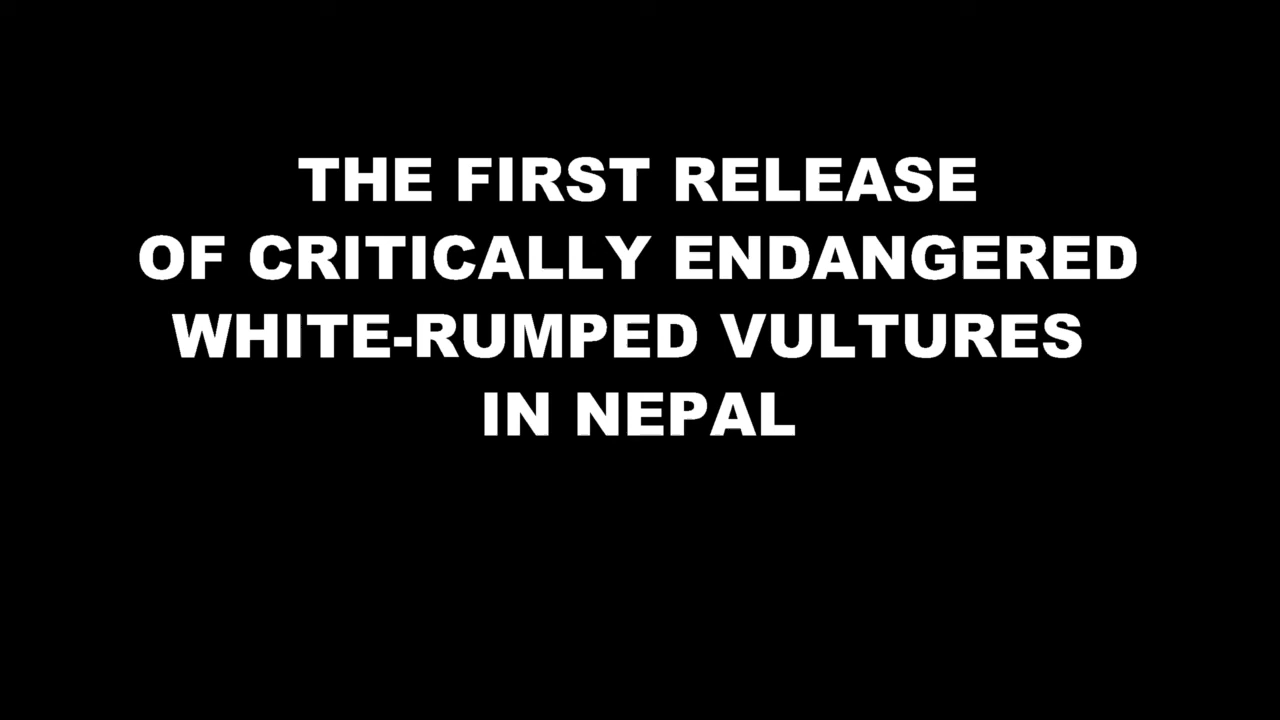 THE FIRST RELEASE
OF CRITICALLY ENDANGERED
WHITE-RUMPED VULTURES
IN NEPAL